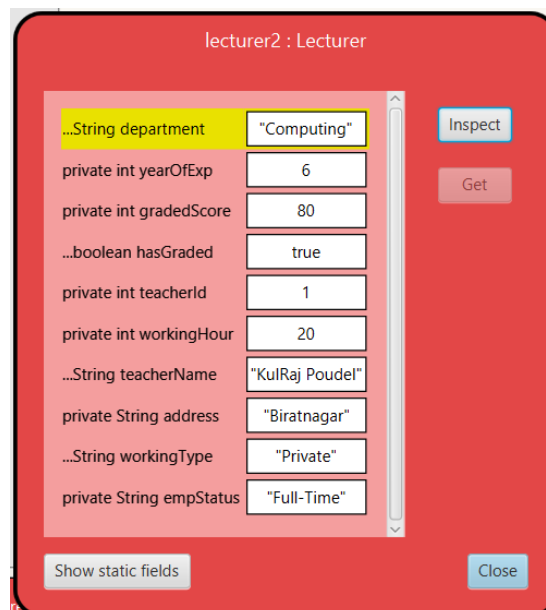 lecturer2 : Lecturer
...String department "Computing"
Inspect
private int yearOfExp 6
Get
private int gradedScore 80
...boolean hasGraded true
private int teacherId 1
private int workingHour 20
...String teacherName "KulRaj Poudel"
private String address "Biratnagar"
...String workingType "Private"
private String empStatus "Full-Time"
Show static fields
Close